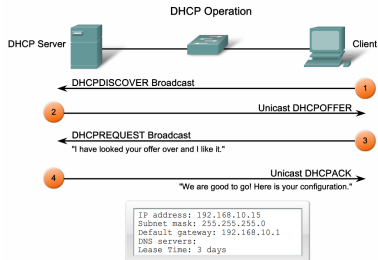 DHCP Operation
DHCP Server
Client
DHCPDISCOVER Broadcast
1
2
Unicast DHCPOFFER
DHCPREQUEST Broadcast
3
"I have looked your offer over and I like it."
4
Unicast DHCPACK
"We are good to go! Here is your configuration."
IP address: 192.168.10.15
Subnet mask: 255.255.255.0
Default gateway: 192.168.10.1
DNS servers:
Lease Time: 3 days